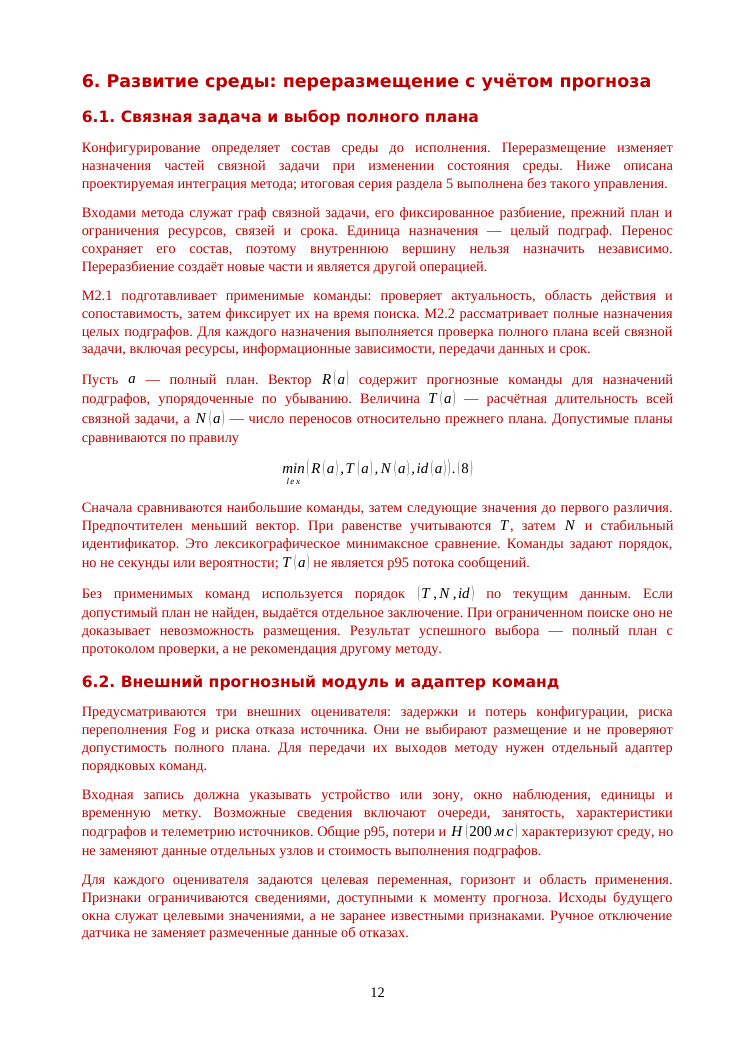 6. Развитие среды: переразмещение с учётом прогноза
6.1. Связная задача и выбор полного плана
Конфигурирование определяет состав среды до исполнения. Переразмещение изменяет
назначения частей связной задачи при изменении состояния среды. Ниже описана
проектируемая интеграция метода; итоговая серия раздела 5 выполнена без такого управления.
Входами метода служат граф связной задачи, его фиксированное разбиение, прежний план и
ограничения ресурсов, связей и срока. Единица назначения — целый подграф. Перенос
сохраняет его состав, поэтому внутреннюю вершину нельзя назначить независимо.
Переразбиение создаёт новые части и является другой операцией.
М2.1 подготавливает применимые команды: проверяет актуальность, область действия и
сопоставимость, затем фиксирует их на время поиска. М2.2 рассматривает полные назначения
целых подграфов. Для каждого назначения выполняется проверка полного плана всей связной
задачи, включая ресурсы, информационные зависимости, передачи данных и срок.
Пусть a — полный план. Вектор R(a) содержит прогнозные команды для назначений
подграфов, упорядоченные по убыванию. Величина T(a) — расчётная длительность всей
связной задачи, а N(a) — число переносов относительно прежнего плана. Допустимые планы
сравниваются по правилу
min lex (R(a),T(a),N(a),id(a)).(8)
Сначала сравниваются наибольшие команды, затем следующие значения до первого различия.
Предпочтителен меньший вектор. При равенстве учитываются T, затем N и стабильный
идентификатор. Это лексикографическое минимаксное сравнение. Команды задают порядок,
но не секунды или вероятности; T(a) не является p95 потока сообщений.
Без применимых команд используется порядок (T,N,id) по текущим данным. Если
допустимый план не найден, выдаётся отдельное заключение. При ограниченном поиске оно не
доказывает невозможность размещения. Результат успешного выбора — полный план с
протоколом проверки, а не рекомендация другому методу.
6.2. Внешний прогнозный модуль и адаптер команд
Предусматриваются три внешних оценивателя: задержки и потерь конфигурации, риска
переполнения Fog и риска отказа источника. Они не выбирают размещение и не проверяют
допустимость полного плана. Для передачи их выходов методу нужен отдельный адаптер
порядковых команд.
Входная запись должна указывать устройство или зону, окно наблюдения, единицы и
временную метку. Возможные сведения включают очереди, занятость, характеристики
подграфов и телеметрию источников. Общие p95, потери и H(200 мс) характеризуют среду, но
не заменяют данные отдельных узлов и стоимость выполнения подграфов.
Для каждого оценивателя задаются целевая переменная, горизонт и область применения.
Признаки ограничиваются сведениями, доступными к моменту прогноза. Исходы будущего
окна служат целевыми значениями, а не заранее известными признаками. Ручное отключение
датчика не заменяет размеченные данные об отказах.
12